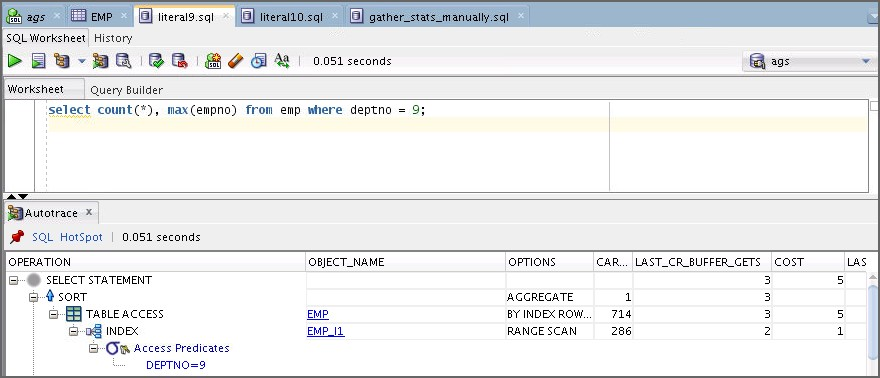 ags EMP literal9.sql literal10.sql gather_stats_manually.sql
SQL Worksheet History
0.051 seconds ags
Worksheet Query Builder
select count(*), max(empno) from emp where deptno = 9;
Autotrace x
SQL HotSpot 0.051 seconds
OPERATION OBJECT_NAME OPTIONS CAR... LAST_CR_BUFFER_GETS COST LAS
SELECT STATEMENT 3 5
SORT AGGREGATE 1 3
TABLE ACCESS EMP BY INDEX ROW... 714 3 5
INDEX EMP_I1 RANGE SCAN 286 2 1
Access Predicates
DEPTNO=9